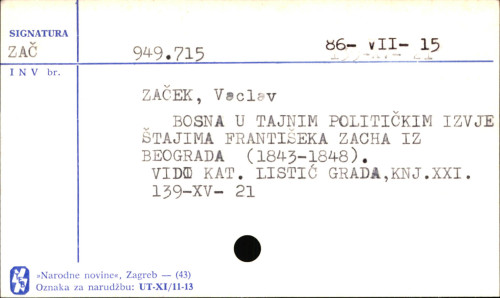 SIGNATURA
ZAČ 949.715 86- VII- 15
INV br.
ZAČEK, Vaclav
BOSNA U TAJNIM POLITIČKIM IZVJE
ŠTAJIMA FRANTIŠEKA ZACHA IZ
BEOGRADA (1843-1848).
VIDI KAT. LISTIĆ GRAĐA,KNJ.XXI.
139-XV- 21
»Narodne novine«, Zagreb — (43)
Oznaka za narudžbu: UT-XI/11-13